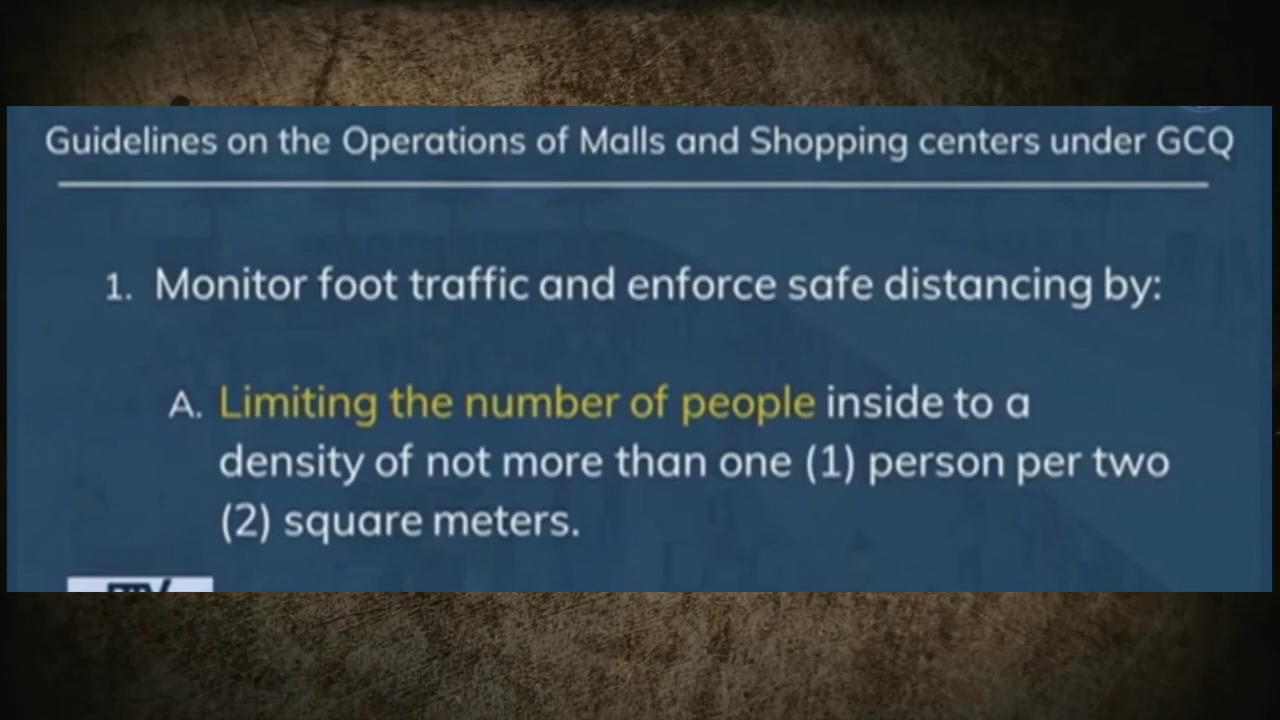 Guidelines on the Operations of Malls and Shopping centers under GCQ
1. Monitor foot traffic and enforce safe distancing by:
A. Limiting the number of people inside to a
density of not more than one (1) person per two
(2) square meters.